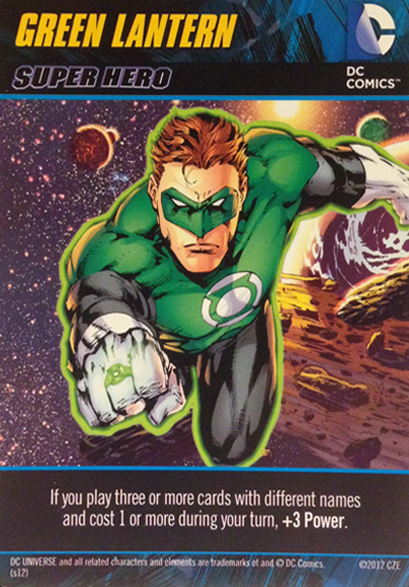 GREEN LANTERN
SUPER HERO
DC
COMICS™
If you play three or more cards with different names
and cost 1 or more during your turn, +3 Power.
DC UNIVERSE and all related characters and elements are trademarks of and © DC Comics.
(s12)
©2012 CZE